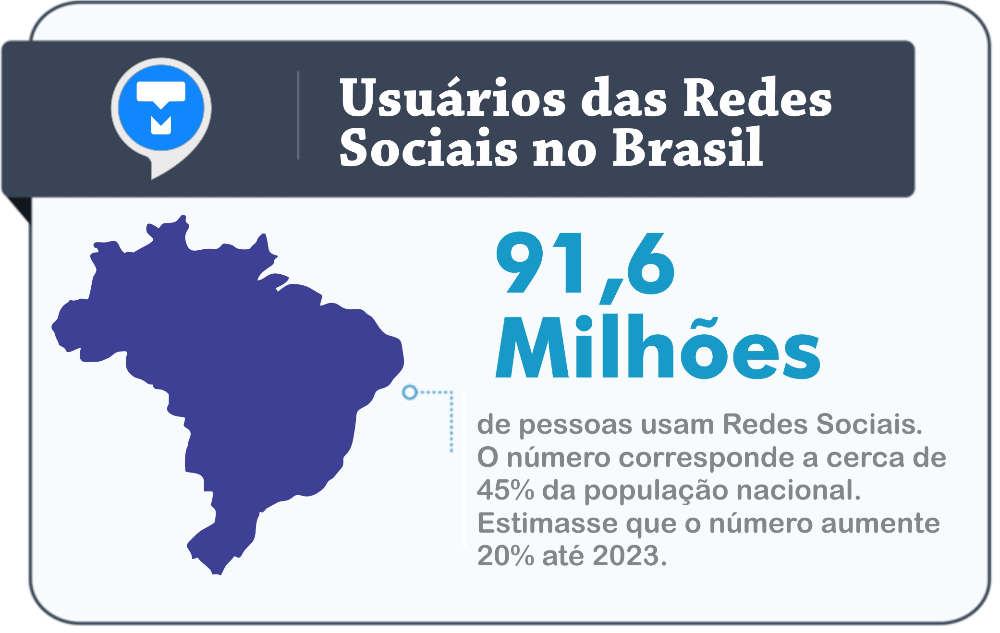 Usuários das Redes
Sociais no Brasil
91,6
Milhões
de pessoas usam Redes Sociais.
O número corresponde a cerca de
45% da população nacional.
Estimasse que o número aumente
20% até 2023.